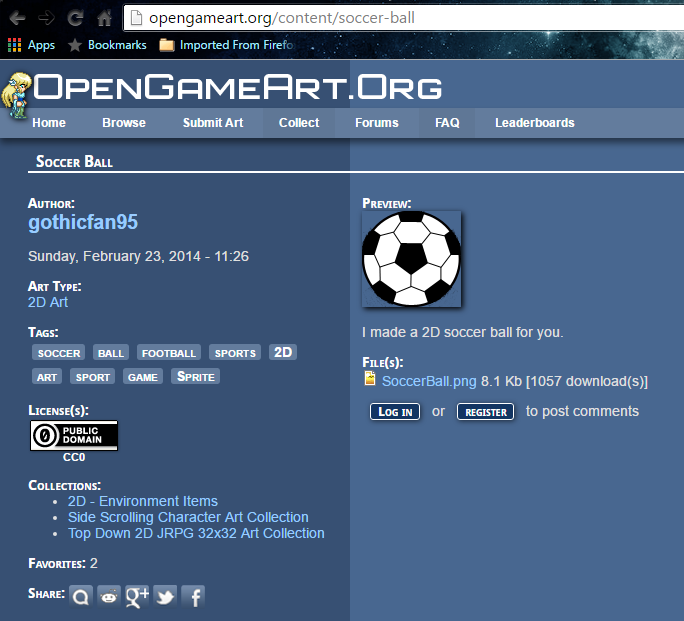 opengameart.org/content/soccer-ball
Apps Bookmarks Imported From Firefo
OpenGameArt.Org
Home Browse Submit Art Collect Forums FAQ Leaderboards
Soccer Ball
Author:
gothicfan95
Sunday, February 23, 2014 - 11:26
Art Type:
2D Art
Tags:
soccer ball football sports 2D
art sport game Sprite
License(s):
PUBLIC
DOMAIN
CC0
Collections:
• 2D - Environment Items
• Side Scrolling Character Art Collection
• Top Down 2D JRPG 32x32 Art Collection
Favorites: 2
Share: g+ f
Preview:
I made a 2D soccer ball for you.
File(s):
SoccerBall.png 8.1 Kb [1057 download(s)]
Log in or register to post comments